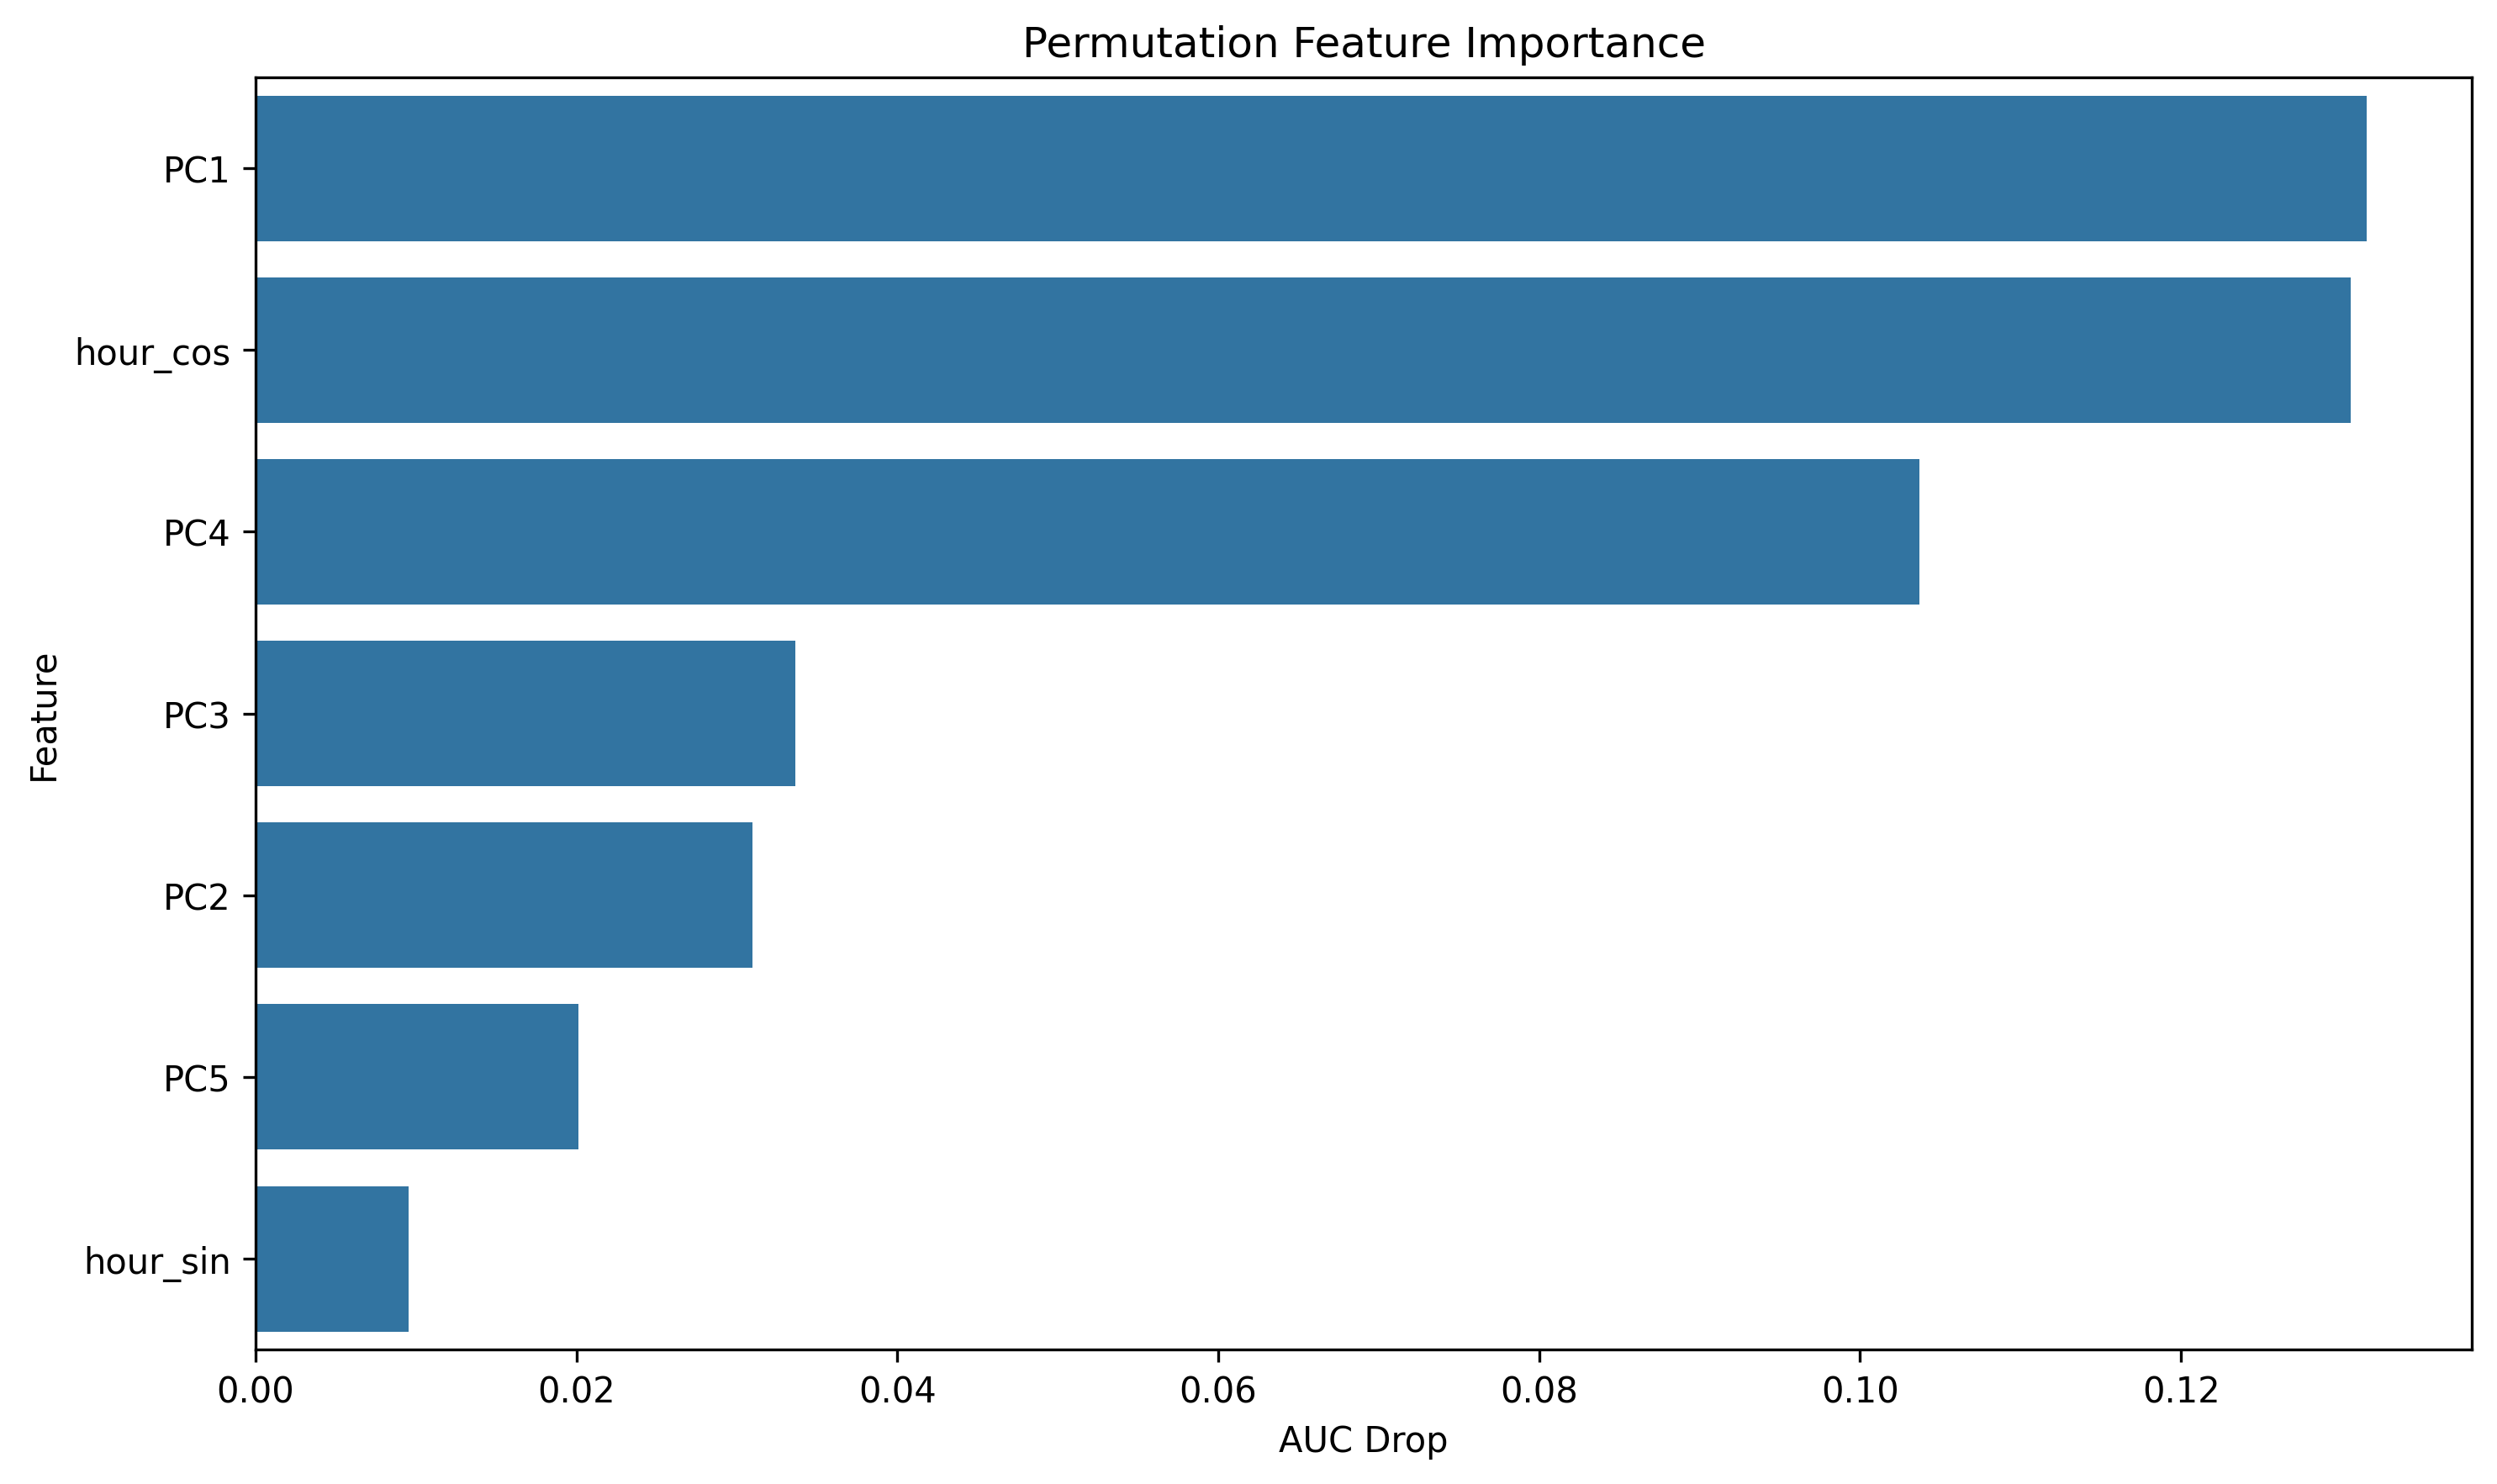 Permutation Feature Importance
PC1
hour_cos
PC4
PC3
PC2
PC5
hour_sin
Feature
0.00 0.02 0.04 0.06 0.08 0.10 0.12
AUC Drop